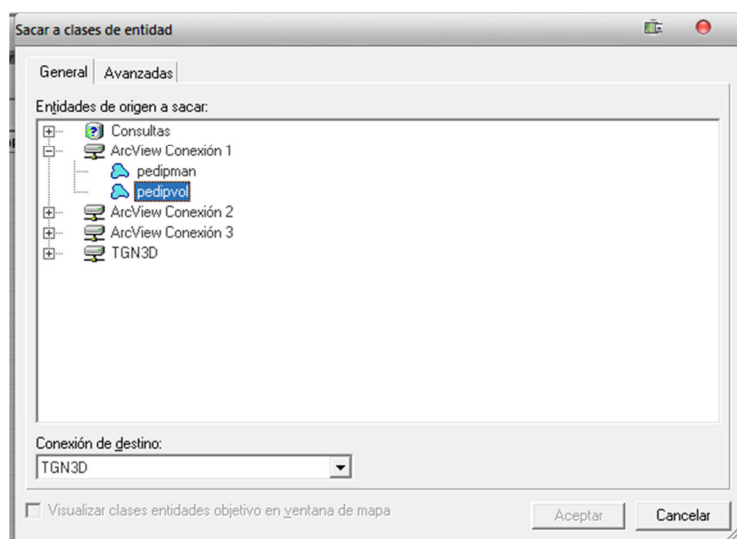 Sacar a clases de entidad
General Avanzadas
Entidades de origen a sacar:
Consultas
ArcView Conexión 1
pedipman
pedipvol
ArcView Conexión 2
ArcView Conexión 3
TGN3D
Conexión de destino:
TGN3D
Visualizar clases entidades objetivo en ventana de mapa
Aceptar Cancelar